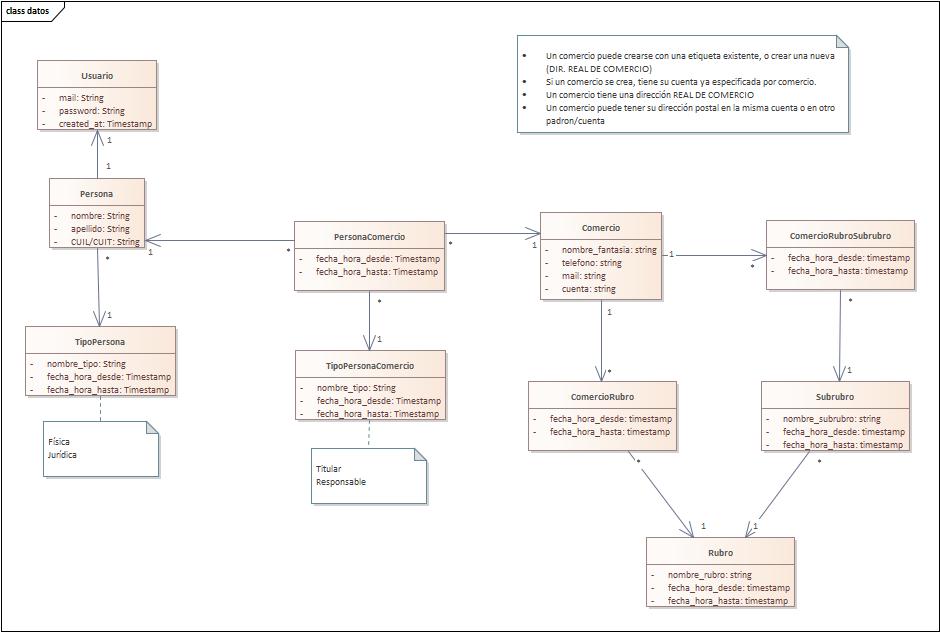 class datos
Un comercio puede crearse con una etiqueta existente, o crear una nueva
(DIR. REAL DE COMERCIO)
Si un comercio se crea, tiene su cuenta ya especificada por comercio.
Un comercio tiene una dirección REAL DE COMERCIO
Un comercio puede tener su dirección postal en la misma cuenta o en otro
padron/cuenta
Usuario
- mail: String
- password: String
- created_at: Timestamp
1
1
Persona
- nombre: String
- apellido: String
- CUIL/CUIT: String
1
*
*
1
TipoPersona
- nombre_tipo: String
- fecha_hora_desde: Timestamp
- fecha_hora_hasta: Timestamp
Física
Jurídica
PersonaComercio
- fecha_hora_desde: Timestamp
- fecha_hora_hasta: Timestamp
*
1
*
1
TipoPersonaComercio
- nombre_tipo: String
- fecha_hora_desde: Timestamp
- fecha_hora_hasta: Timestamp
Titular
Responsable
Comercio
- nombre_fantasia: string
- telefono: string
- mail: string
- cuenta: string
1
*
1
*
ComercioRubroSubrubro
- fecha_hora_desde: timestamp
- fecha_hora_hasta: timestamp
*
1
ComercioRubro
- fecha_hora_desde: timestamp
- fecha_hora_hasta: timestamp
*
1
Subrubro
- nombre_subrubro: string
- fecha_hora_desde: timestamp
- fecha_hora_hasta: timestamp
*
1
Rubro
- nombre_rubro: string
- fecha_hora_desde: timestamp
- fecha_hora_hasta: timestamp